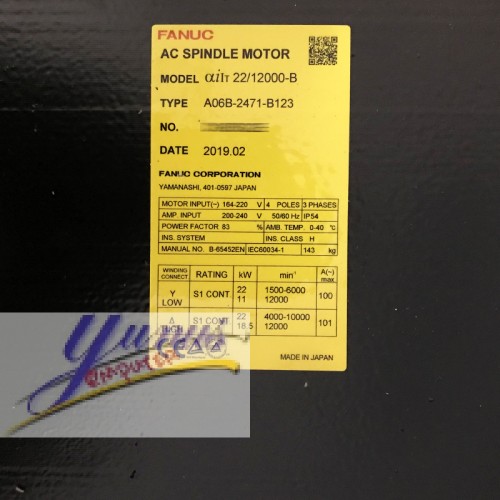 FANUC
AC SPINDLE MOTOR
MODEL αiIT 22/12000-B
TYPE A06B-2471-B123
NO.
DATE 2019.02
FANUC CORPORATION
YAMANASHI, 401-0597 JAPAN
MOTOR INPUT(~) 164-220 V 4 POLES 3 PHASES
AMP. INPUT 200-240 V 50/60 Hz IP54
POWER FACTOR 83 % AMB. TEMP. 0-40 ℃
INS. SYSTEM INS. CLASS H
MANUAL NO. B-65452EN IEC60034-1 143 kg
WINDING CONNECT RATING kW min⁻¹ A(~) max
Y LOW S1 CONT. 22 1500-6000 100
11 12000
Δ HIGH S1 CONT. 22 4000-10000 101
18.5 12000
MADE IN JAPAN